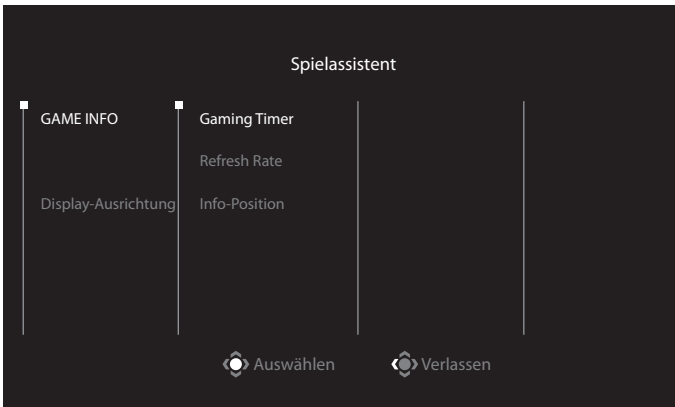 Spielassistent
GAME INFO
Gaming Timer
Refresh Rate
Display-Ausrichtung
Info-Position
Auswählen
Verlassen